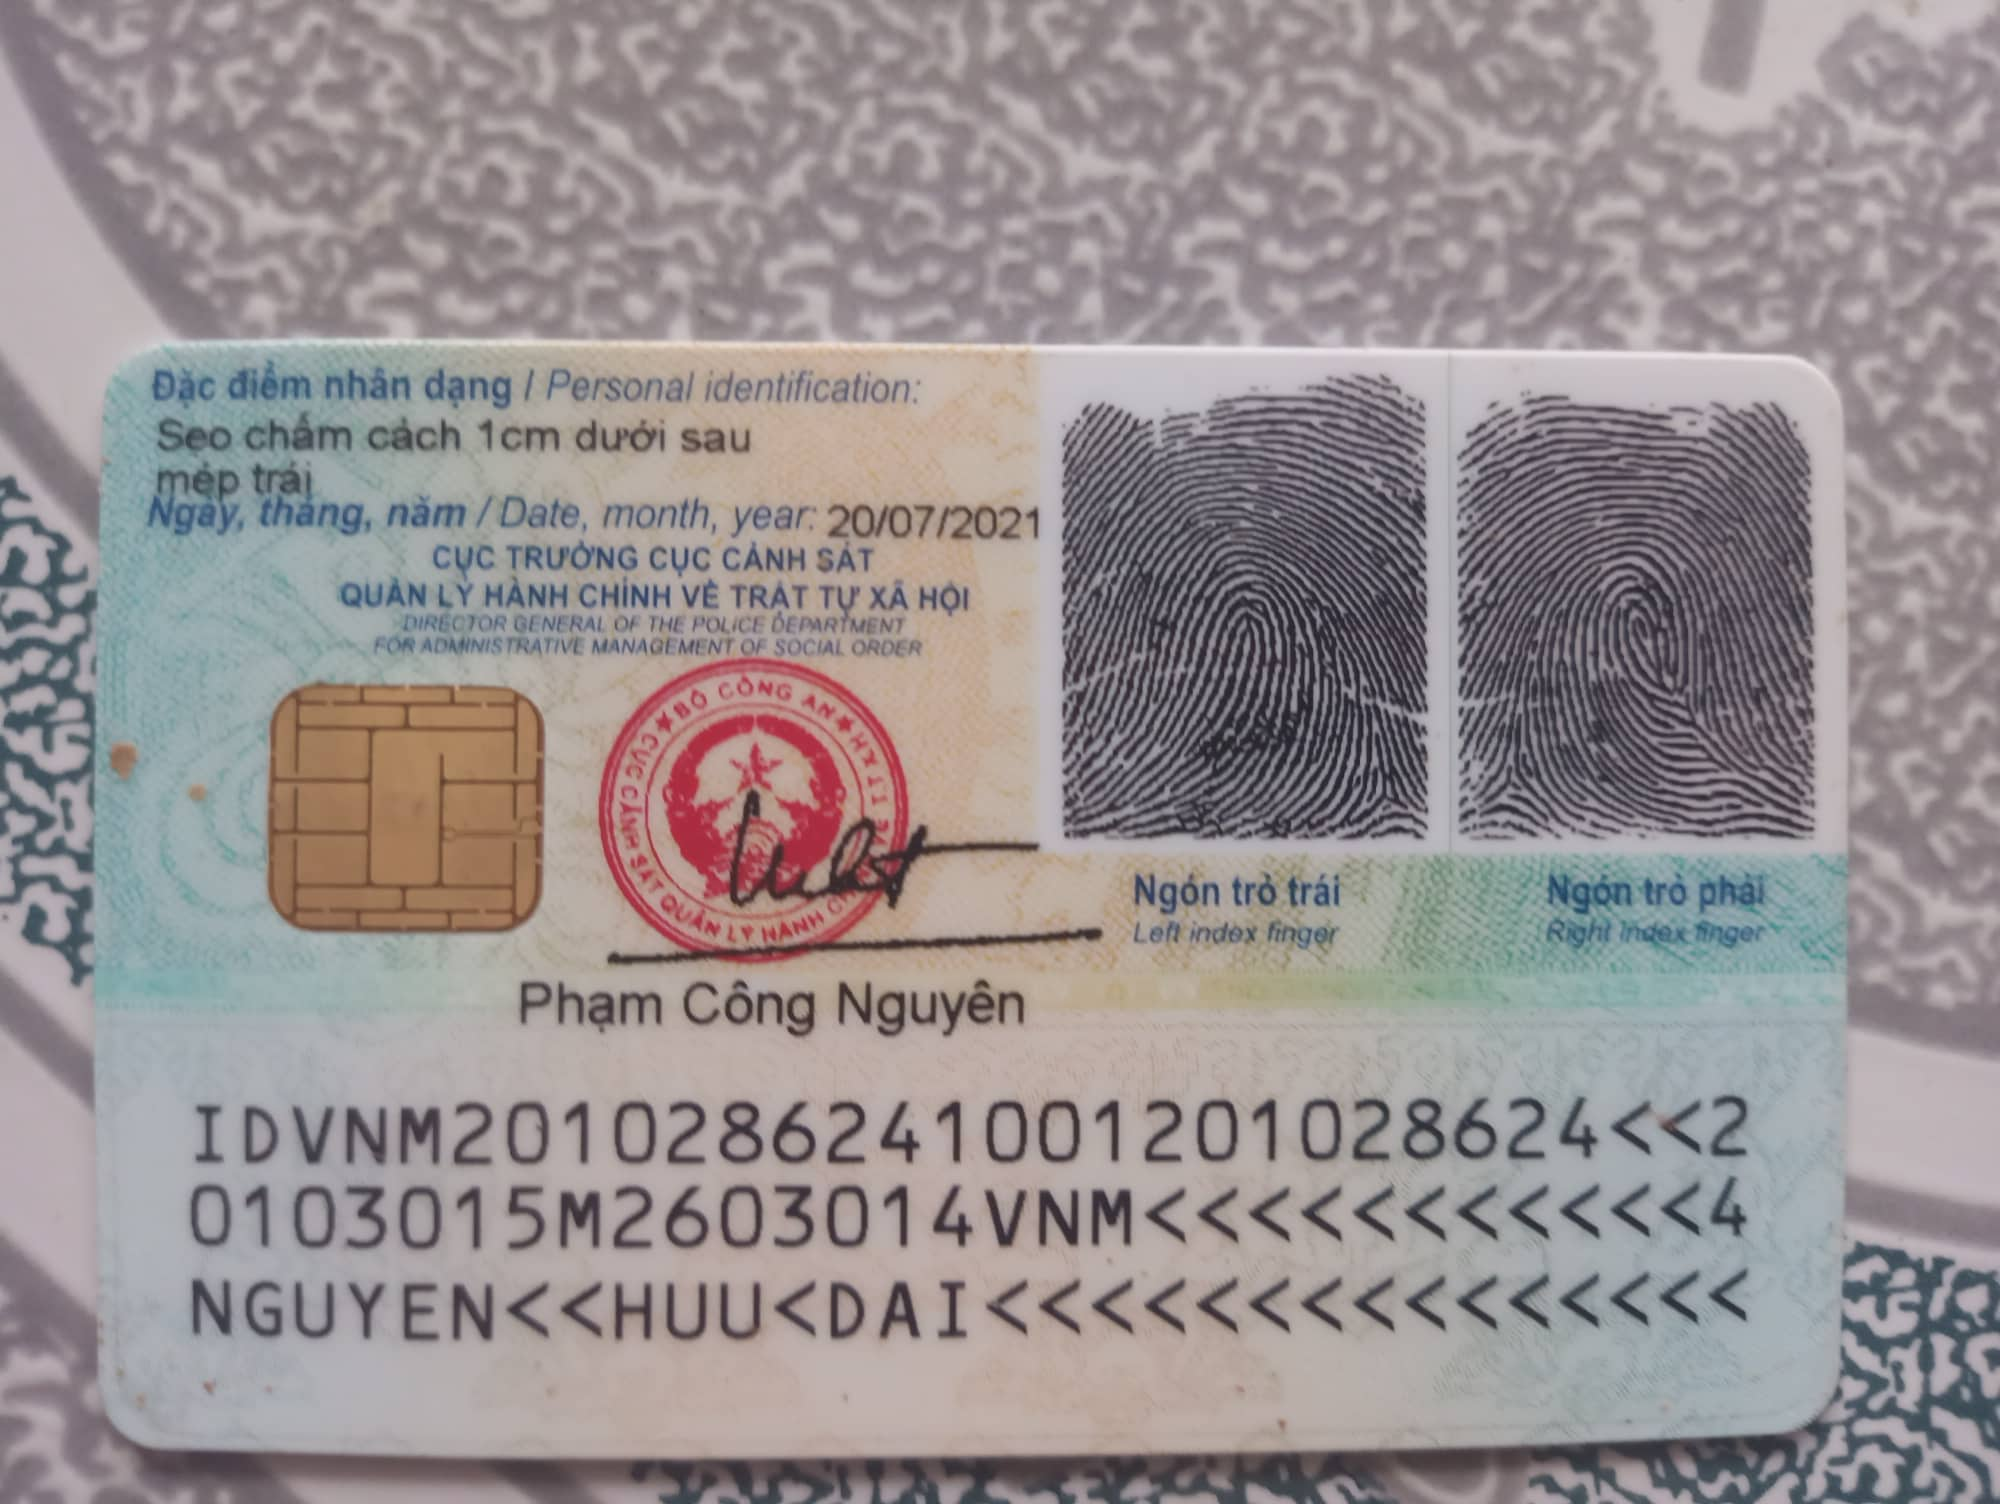 Đặc điểm nhân dạng / Personal identification:
Sẹo chấm cách 1cm dưới sau
mép trái
Ngày, tháng, năm / Date, month, year: 20/07/2021
CỤC TRƯỞNG CỤC CẢNH SÁT
QUẢN LÝ HÀNH CHÍNH VỀ TRẬT TỰ XÃ HỘI
DIRECTOR GENERAL OF THE POLICE DEPARTMENT
FOR ADMINISTRATIVE MANAGEMENT OF SOCIAL ORDER
BỘ CÔNG AN
CỤC CẢNH SÁT QUẢN LÝ HÀNH
Ngón trỏ trái
Left index finger
Ngón trỏ phải
Right index finger
Phạm Công Nguyên
IDVNM2010286241001201028624<<2
0103015M2603014VNM<<<<<<<<<<<4
NGUYEN<<HUU<DAI<<<<<<<<<<<<<<<